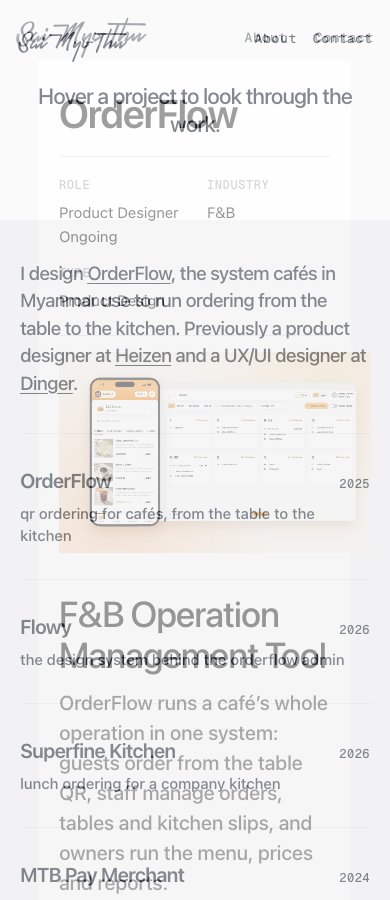 Sai Myo Thu
About Contact
Hover a project to look through the
work.
OrderFlow
ROLE INDUSTRY
Product Designer F&B
Ongoing
I design OrderFlow, the system cafés in
Myanmar use to run ordering from the
table to the kitchen. Previously a product
designer at Heizen and a UX/UI designer at
Dinger.
Product Design
OrderFlow 2025
qr ordering for cafés, from the table to the
kitchen
F&B Operation
Management Tool
Flowy 2026
the design system behind the orderflow admin
OrderFlow runs a café’s whole
operation in one system:
guests order from the table
QR, staff manage orders,
tables and kitchen slips, and
owners run the menu, prices
and reports.
Superfine Kitchen 2026
lunch ordering for a company kitchen
MTB Pay Merchant 2024